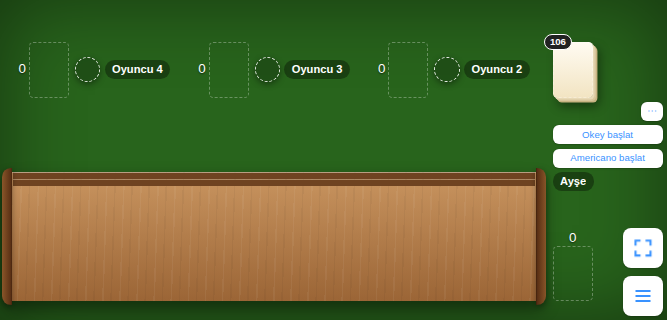 106
0
Oyuncu 4
0
Oyuncu 3
0
Oyuncu 2
...
Okey başlat
Americano başlat
Ayşe
0